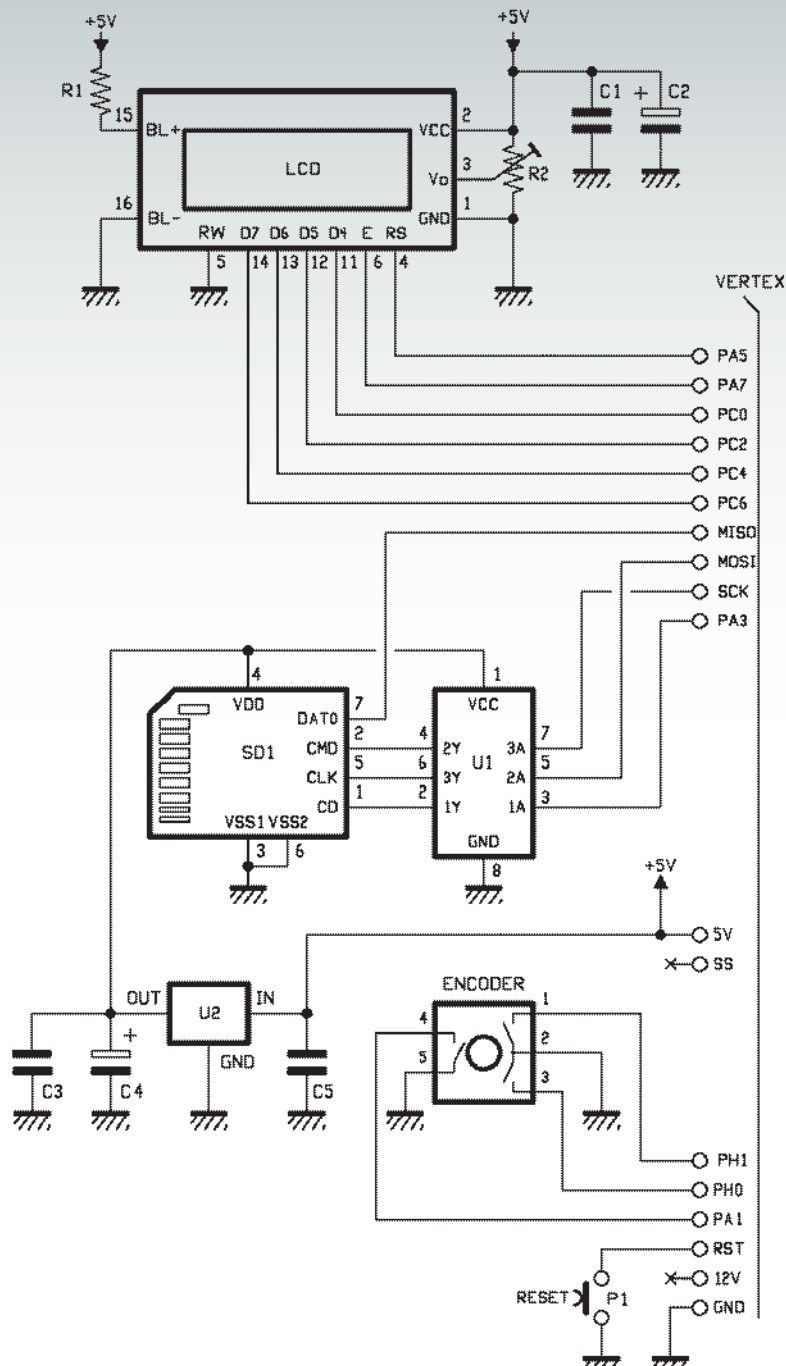 +5V
+5V
R1
C1
+
C2
15
BL+
LCD
VCC
2
Vo
3
R2
16
BL-
GND
1
RW
D7
D6
D5
D4
E
RS
5
14
13
12
11
6
4
VERTEX
PA5
PA7
PC0
PC2
PC4
PC6
MISO
MOSI
SCK
PA3
4
VDD
1
VCC
DAT0
7
SD1
CMD
2
4
2Y
U1
3A
7
CLK
5
6
3Y
2A
5
CD
1
2
1Y
1A
3
VSS1
VSS2
3
6
GND
8
+5V
5V
SS
OUT
U2
IN
GND
+
C3
C4
C5
ENCODER
4
5
1
2
3
PH1
PH0
PA1
RST
12V
GND
RESET
P1